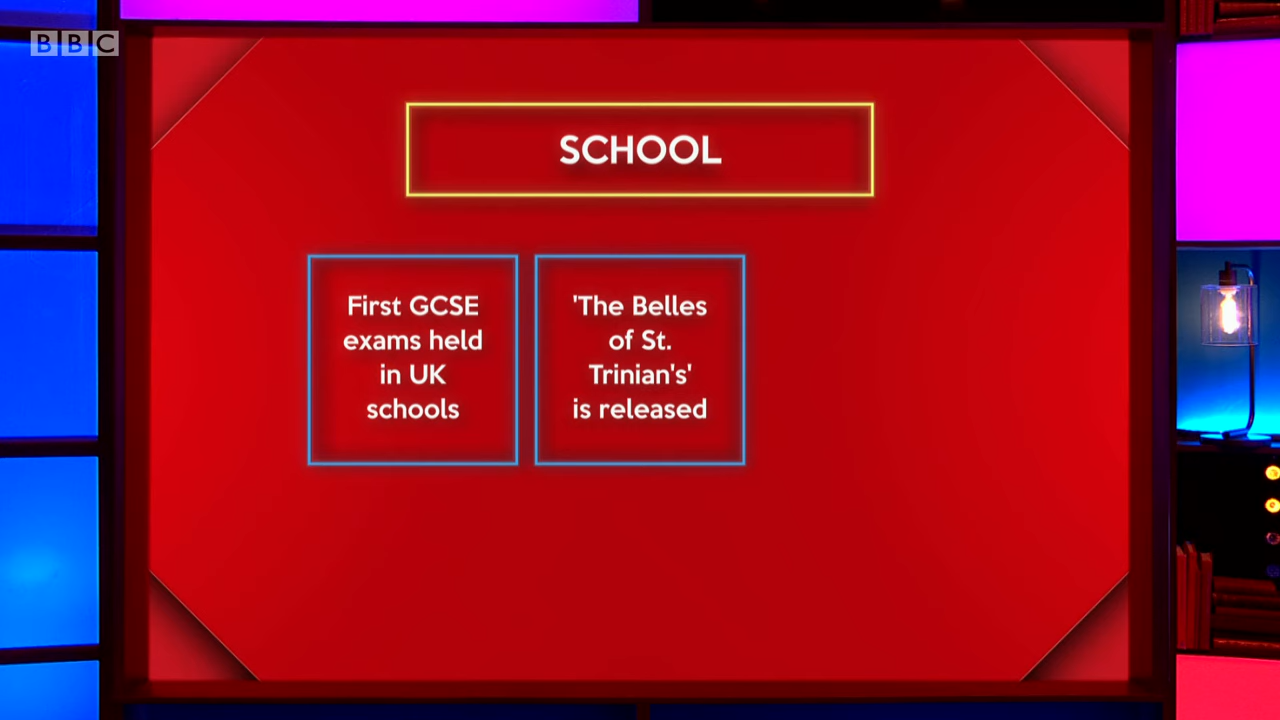 BBC
SCHOOL
First GCSE
exams held
in UK
schools
'The Belles
of St.
Trinian's'
is released